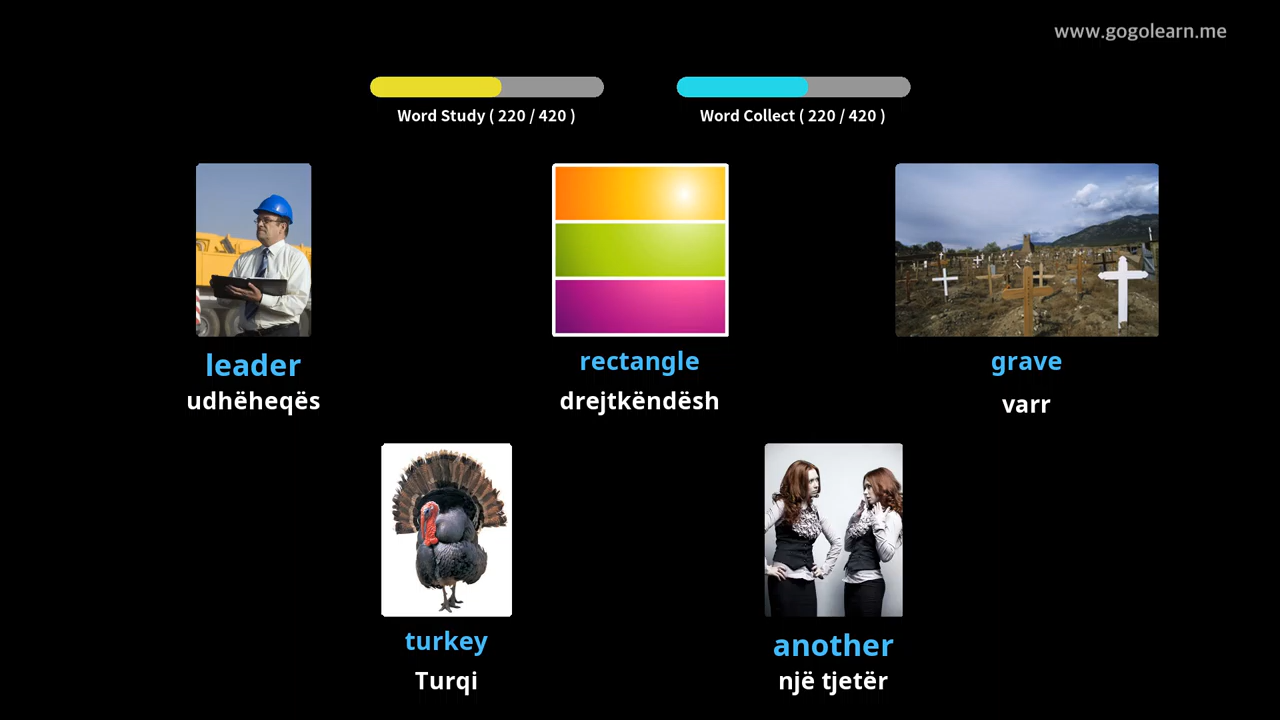 www.gogolearn.me
Word Study ( 220 / 420 )
Word Collect ( 220 / 420 )
leader
udhëheqës
rectangle
drejtkëndësh
grave
varr
turkey
Turqi
another
një tjetër